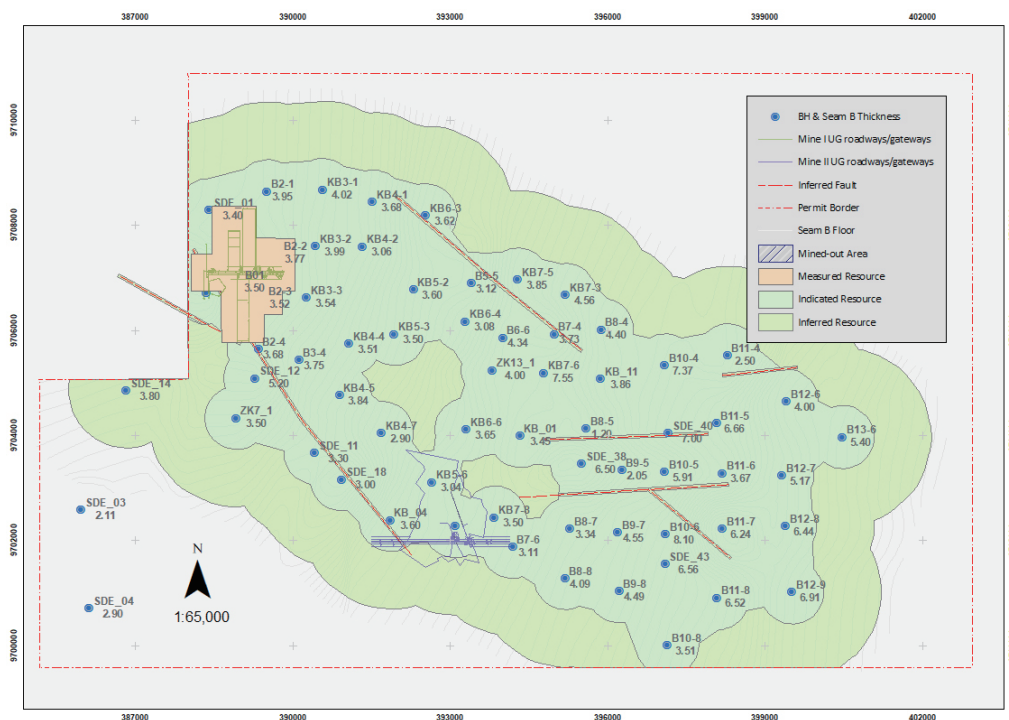 387000 390000 393000 396000 399000 402000
9710000
9708000
9706000
9704000
9702000
9700000
BH & Seam B Thickness
Mine I UG roadways/gateways
Mine II UG roadways/gateways
Inferred Fault
Permit Border
Seam B Floor
Mined-out Area
Measured Resource
Indicated Resource
Inferred Resource
B2-1
3.95
KB3-1
4.02
KB4-1
3.68
KB6-3
3.62
SDE_01
3.40
B2-2
3.77
KB3-2
3.99
KB4-2
3.06
B01
3.50
B2-3
3.52
KB3-3
3.54
KB5-2
3.60
B5-5
3.12
KB7-5
3.85
KB7-3
4.56
KB6-4
3.08
B6-6
4.34
B7-4
3.73
B8-4
4.40
B2-4
3.68
B3-4
3.75
KB4-4
3.51
KB5-3
3.50
ZK13_1
4.00
KB7-6
7.55
KB_11
3.86
B10-4
7.37
B11-4
2.50
SDE_12
5.20
SDE_14
3.80
KB4-5
3.84
B12-6
4.00
ZK7_1
3.50
KB4-7
2.90
KB6-6
3.65
KB_01
3.45
B8-5
1.20
SDE_40
7.00
B11-5
6.66
B13-6
5.40
SDE_11
3.30
SDE_18
3.00
KB5-6
3.04
SDE_38
6.50
B9-5
2.05
B10-5
5.91
B11-6
3.67
B12-7
5.17
SDE_03
2.11
KB_04
3.60
KB7-8
3.50
B7-6
3.11
B8-7
3.34
B9-7
4.55
B10-6
8.10
B11-7
6.24
B12-8
6.44
SDE_43
6.56
B8-8
4.09
B9-8
4.49
B11-8
6.52
B12-9
6.91
SDE_04
2.90
B10-8
3.51
N
1:65,000
387000 390000 393000 396000 399000 402000